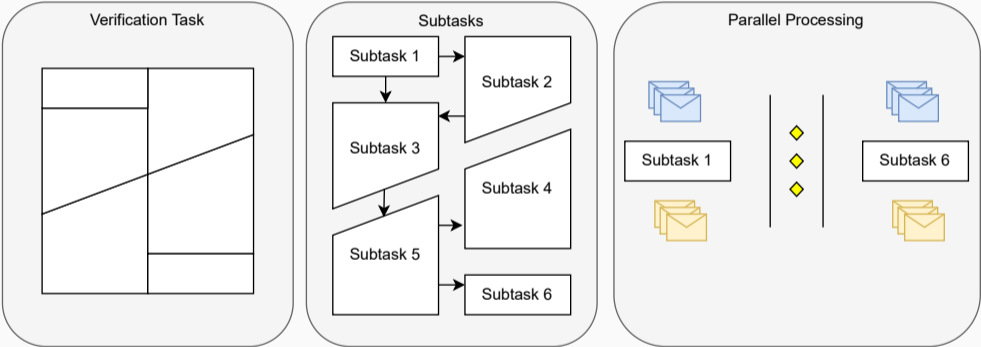 Verification Task
Subtasks
Subtask 1
Subtask 2
Subtask 3
Subtask 4
Subtask 5
Subtask 6
Parallel Processing
Subtask 1
Subtask 6